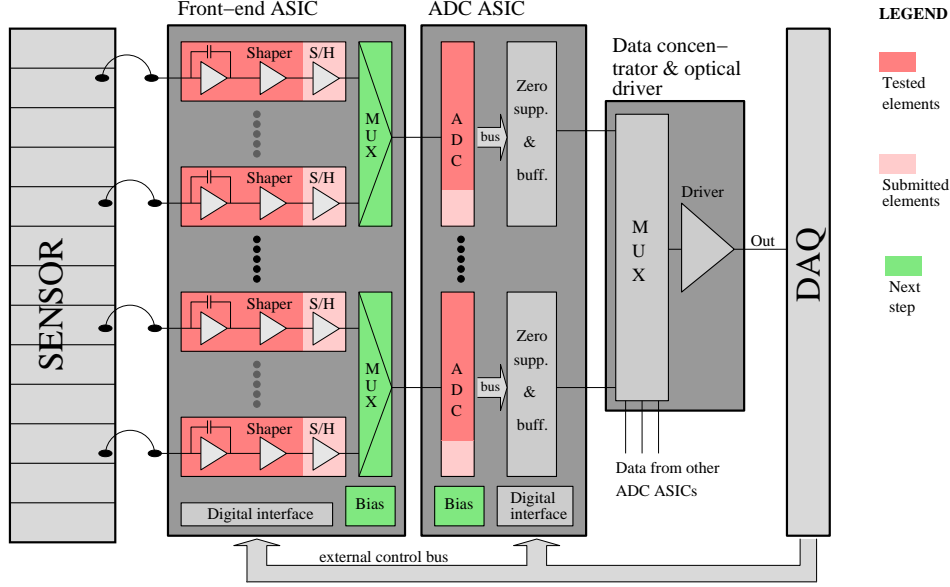 Front−end ASIC
ADC ASIC
LEGEND
Tested
elements
Submitted
elements
Next
step
SENSOR
Shaper
S/H
Shaper
S/H
Shaper
S/H
Shaper
S/H
M
U
X
M
U
X
Digital interface
Bias
A
D
C
bus
Zero
supp.
&
buff.
A
D
C
bus
Zero
supp.
&
buff.
Bias
Digital
interface
Data concen−
trator & optical
driver
M
U
X
Driver
Out
Data from other
ADC ASICs
DAQ
external control bus